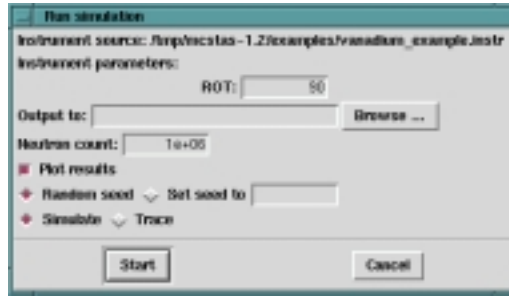 Run simulation
Instrument source: /tmp/mcstas-1.2/examples/vanadium_example.instr
Instrument parameters:
ROT: 90
Output to: Browse ...
Neutron count: 1e+06
Plot results
Random seed Set seed to
Simulate Trace
Start Cancel